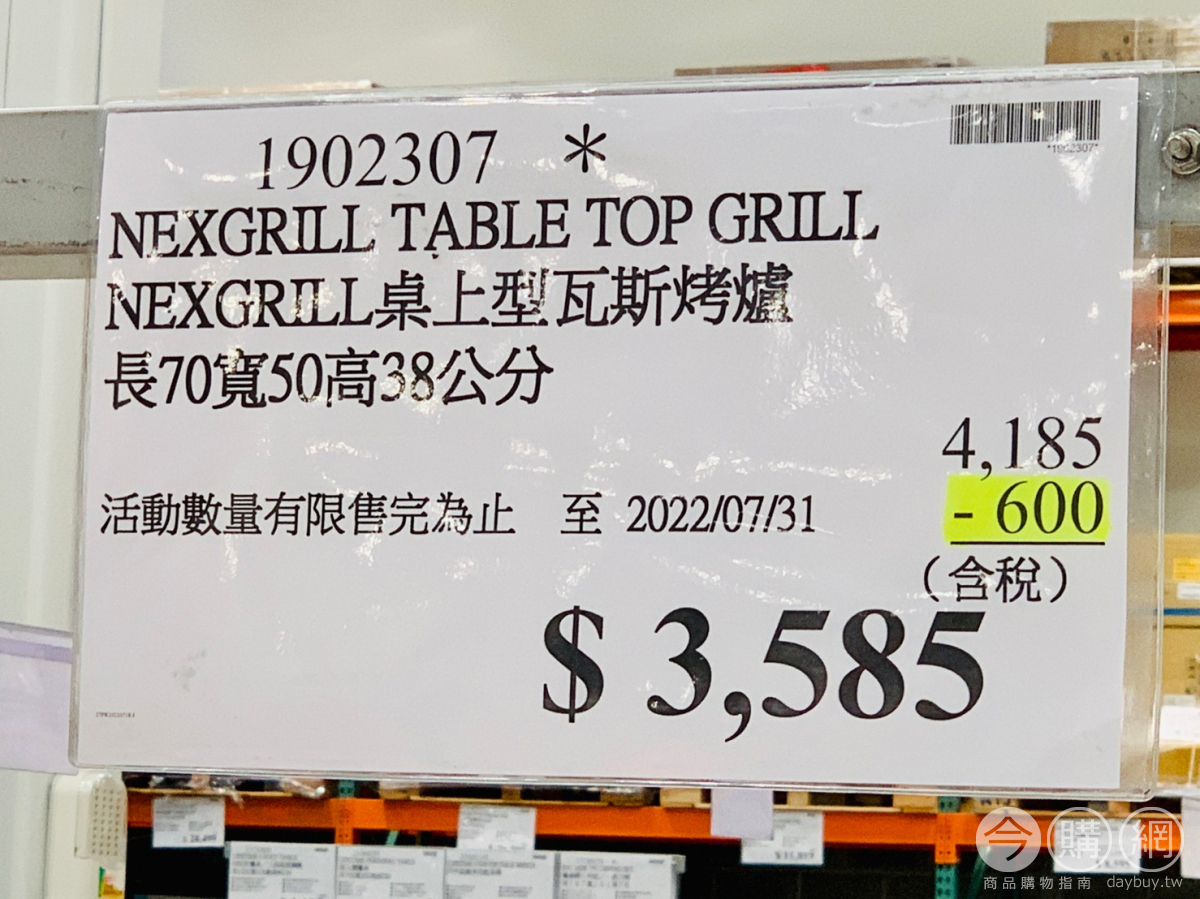 1902307 *
*1902307*
NEXGRILL TABLE TOP GRILL
NEXGRILL桌上型瓦斯烤爐
長70寬50高38公分
4,185
- 600
活動數量有限售完為止 至 2022/07/31
(含稅)
$ 3,585
今購網
商品購物指南 daybuy.tw